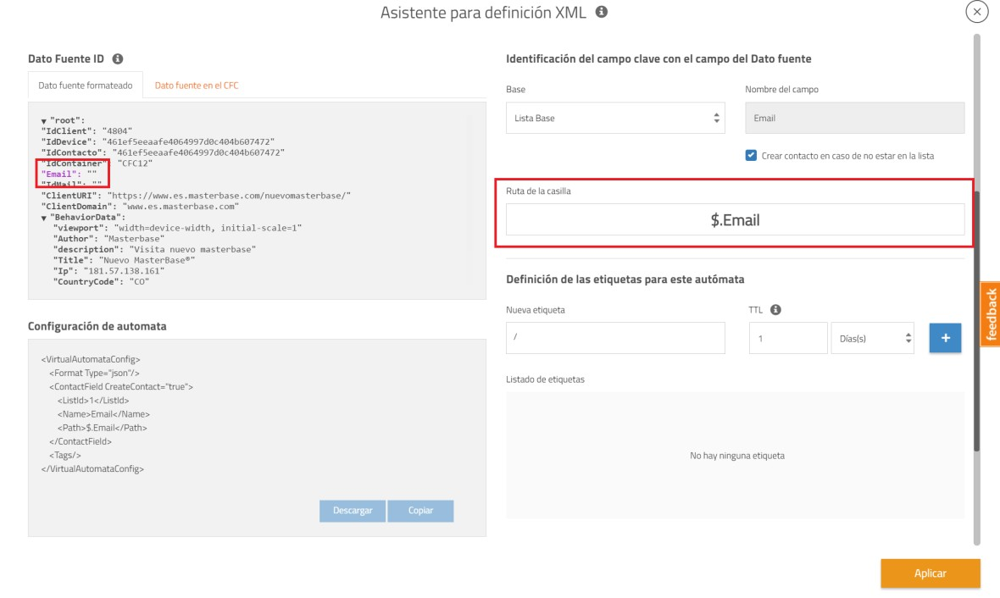 Asistente para definición XML
Dato Fuente ID
Dato fuente formateado
Dato fuente en el CFC
"root":
"IdClient": "4804"
"IdDevice": "461ef5eeaafe4064997d0c404b607472"
"IdContacto": "461ef5eeaafe4064997d0c404b607472"
"IdContainer": "CFC12"
"Email": ""
"IdMail": ""
"ClientURI": "https://www.es.masterbase.com/nuevomasterbase/"
"ClientDomain": "www.es.masterbase.com"
"BehaviorData":
"viewport": "width=device-width, initial-scale=1"
"Author": "Masterbase"
"description": "Visita nuevo masterbase"
"Title": "Nuevo MasterBase®"
"Ip": "181.57.138.161"
"CountryCode": "CO"
Configuración de automata
<VirtualAutomataConfig>
<Format Type="json"/>
<ContactField CreateContact="true">
<ListId>1</ListId>
<Name>Email</Name>
<Path>$.Email</Path>
</ContactField>
<Tags/>
</VirtualAutomataConfig>
Descargar
Copiar
Identificación del campo clave con el campo del Dato fuente
Base
Nombre del campo
Lista Base
Email
Crear contacto en caso de no estar en la lista
Ruta de la casilla
$.Email
Definición de las etiquetas para este autómata
Nueva etiqueta
TTL
/
1
Días(s)
+
Listado de etiquetas
No hay ninguna etiqueta
feedback
Aplicar